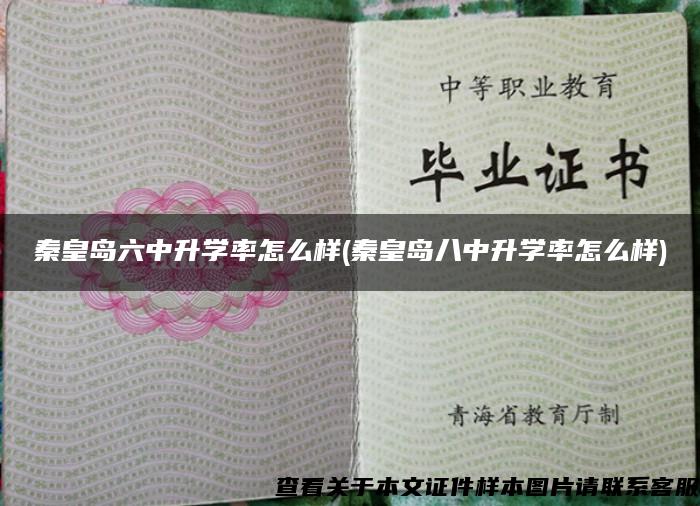 中等职业教育
毕业证书
秦皇岛六中升学率怎么样(秦皇岛八中升学率怎么样)
青海省教育厅制
查看关于本文证件样本图片请联系客服